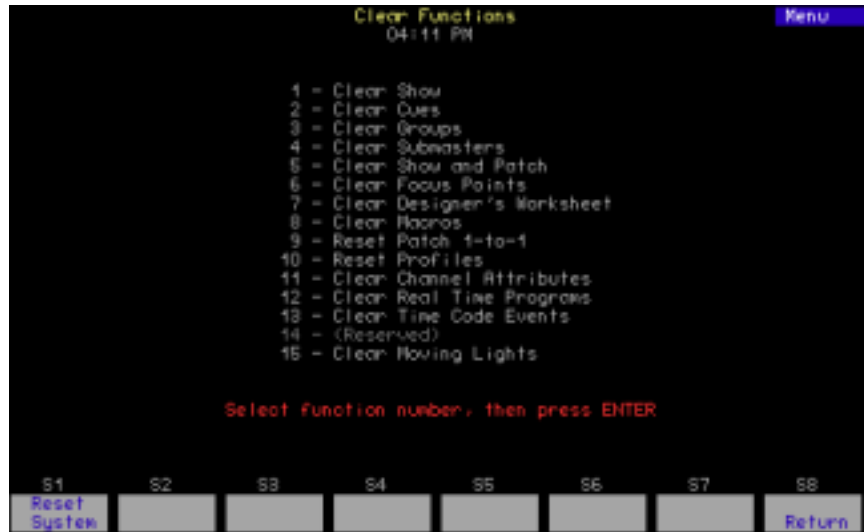 Clear Functions
Menu
04:11 PM
1 - Clear Show
2 - Clear Cues
3 - Clear Groups
4 - Clear Submasters
5 - Clear Show and Patch
6 - Clear Focus Points
7 - Clear Designer's Worksheet
8 - Clear Macros
9 - Reset Patch 1-to-1
10 - Reset Profiles
11 - Clear Channel Attributes
12 - Clear Real Time Programs
13 - Clear Time Code Events
14 - (Reserved)
15 - Clear Moving Lights
Select function number, then press ENTER
S1 S2 S3 S4 S5 S6 S7 S8
Reset
System Return